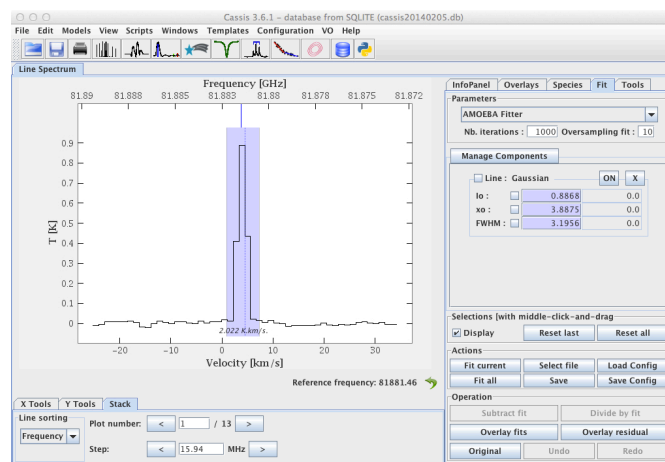 Cassis 3.6.1 - database from SQLITE (cassis20140205.db)
File Edit Models View Scripts Windows Templates Configuration VO Help
Line Spectrum
Frequency [GHz]
81.89 81.888 81.885 81.883 81.88 81.878 81.875 81.872
0.9
0.8
0.7
0.6
0.5
0.4
0.3
0.2
0.1
0
T [K]
2.022 K.km/s.
-20 -10 0 10 20 30
Velocity [km/s]
Reference frequency: 81881.46
X Tools Y Tools Stack
Line sorting
Frequency
Plot number: < 1 / 13 >
Step: < 15.94 MHz >
InfoPanel Overlays Species Fit Tools
Parameters
AMOEBA Fitter
Nb. iterations : 1000 Oversampling fit : 10
Manage Components
Line : Gaussian ON X
Io : 0.8868 0.0
xo : 3.8875 0.0
FWHM : 3.1956 0.0
Selections [with middle-click-and-drag
Display Reset last Reset all
Actions
Fit current Select file Load Config
Fit all Save Save Config
Operation
Subtract fit Divide by fit
Overlay fits Overlay residual
Original Undo Redo